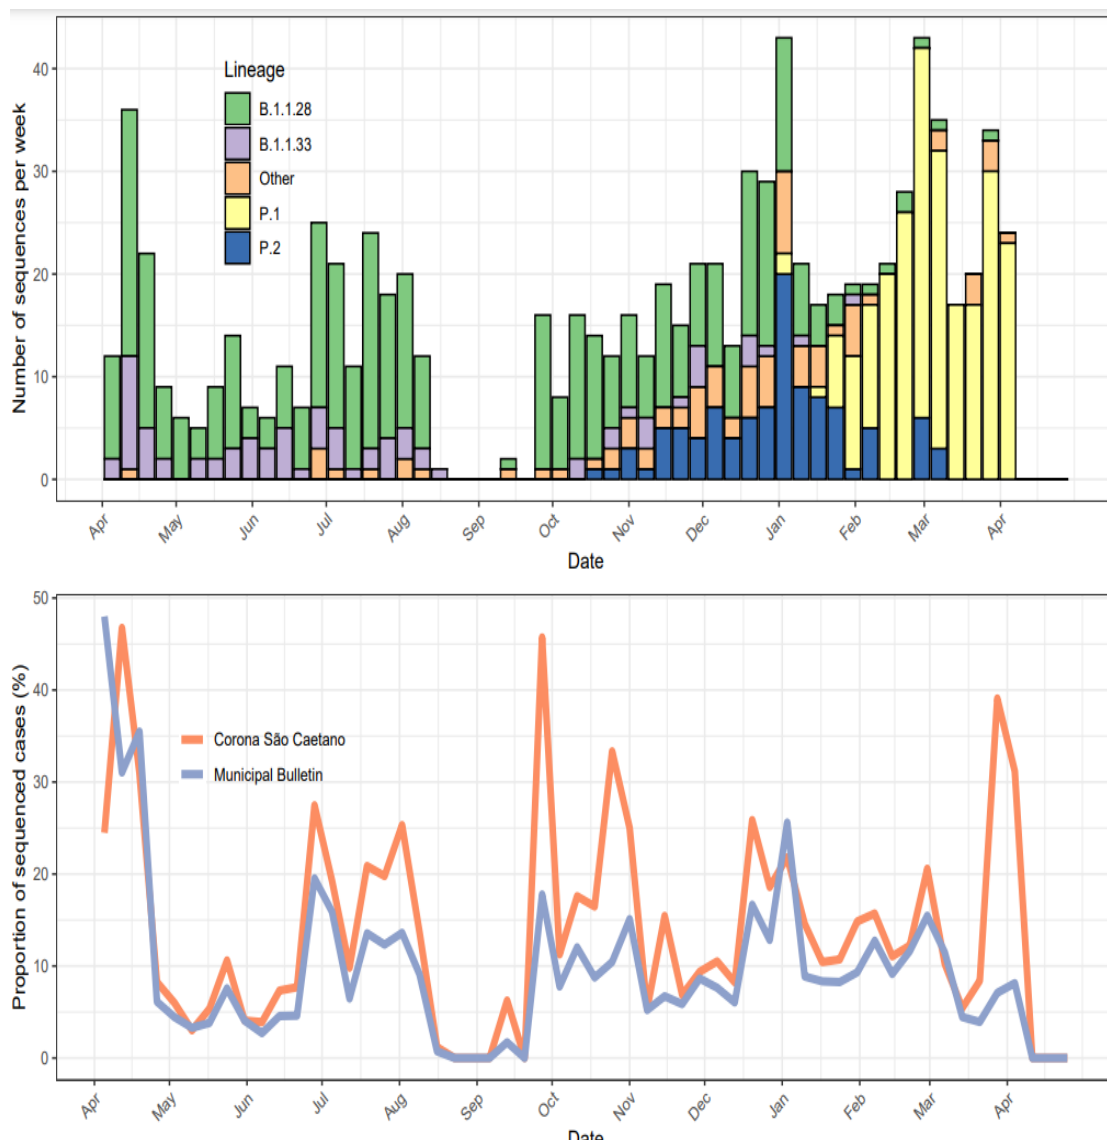 Number of sequences per week
40
30
20
10
0
Lineage
B.1.1.28
B.1.1.33
Other
P.1
P.2
Apr May Jun Jul Aug Sep Oct Nov Dec Jan Feb Mar Apr
Date
Proportion of sequenced cases (%)
50
40
30
20
10
0
Corona São Caetano
Municipal Bulletin
Apr May Jun Jul Aug Sep Oct Nov Dec Jan Feb Mar Apr
Date